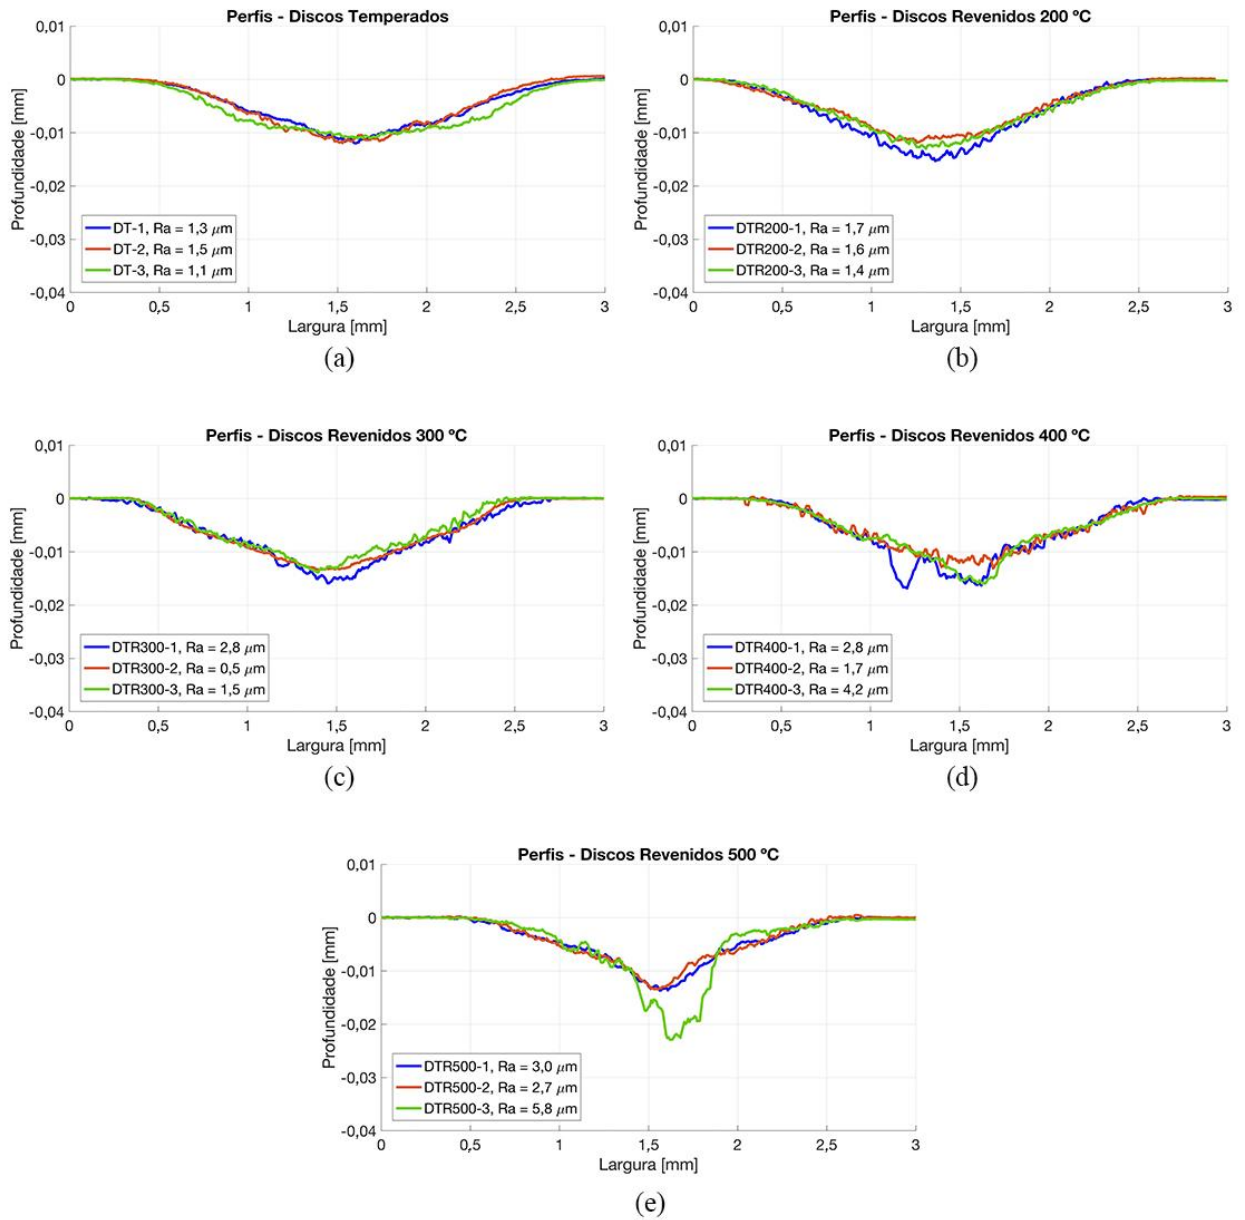 Perfis - Discos Temperados
0,01
0
-0,01
-0,02
-0,03
-0,04
Profundidade [mm]
DT-1, Ra = 1,3 μm
DT-2, Ra = 1,5 μm
DT-3, Ra = 1,1 μm
0 0,5 1 1,5 2 2,5 3
Largura [mm]
(a)
Perfis - Discos Revenidos 200 ºC
0,01
0
-0,01
-0,02
-0,03
-0,04
Profundidade [mm]
DTR200-1, Ra = 1,7 μm
DTR200-2, Ra = 1,6 μm
DTR200-3, Ra = 1,4 μm
0 0,5 1 1,5 2 2,5 3
Largura [mm]
(b)
Perfis - Discos Revenidos 300 ºC
0,01
0
-0,01
-0,02
-0,03
-0,04
Profundidade [mm]
DTR300-1, Ra = 2,8 μm
DTR300-2, Ra = 0,5 μm
DTR300-3, Ra = 1,5 μm
0 0,5 1 1,5 2 2,5 3
Largura [mm]
(c)
Perfis - Discos Revenidos 400 ºC
0,01
0
-0,01
-0,02
-0,03
-0,04
Profundidade [mm]
DTR400-1, Ra = 2,8 μm
DTR400-2, Ra = 1,7 μm
DTR400-3, Ra = 4,2 μm
0 0,5 1 1,5 2 2,5 3
Largura [mm]
(d)
Perfis - Discos Revenidos 500 ºC
0,01
0
-0,01
-0,02
-0,03
-0,04
Profundidade [mm]
DTR500-1, Ra = 3,0 μm
DTR500-2, Ra = 2,7 μm
DTR500-3, Ra = 5,8 μm
0 0,5 1 1,5 2 2,5 3
Largura [mm]
(e)